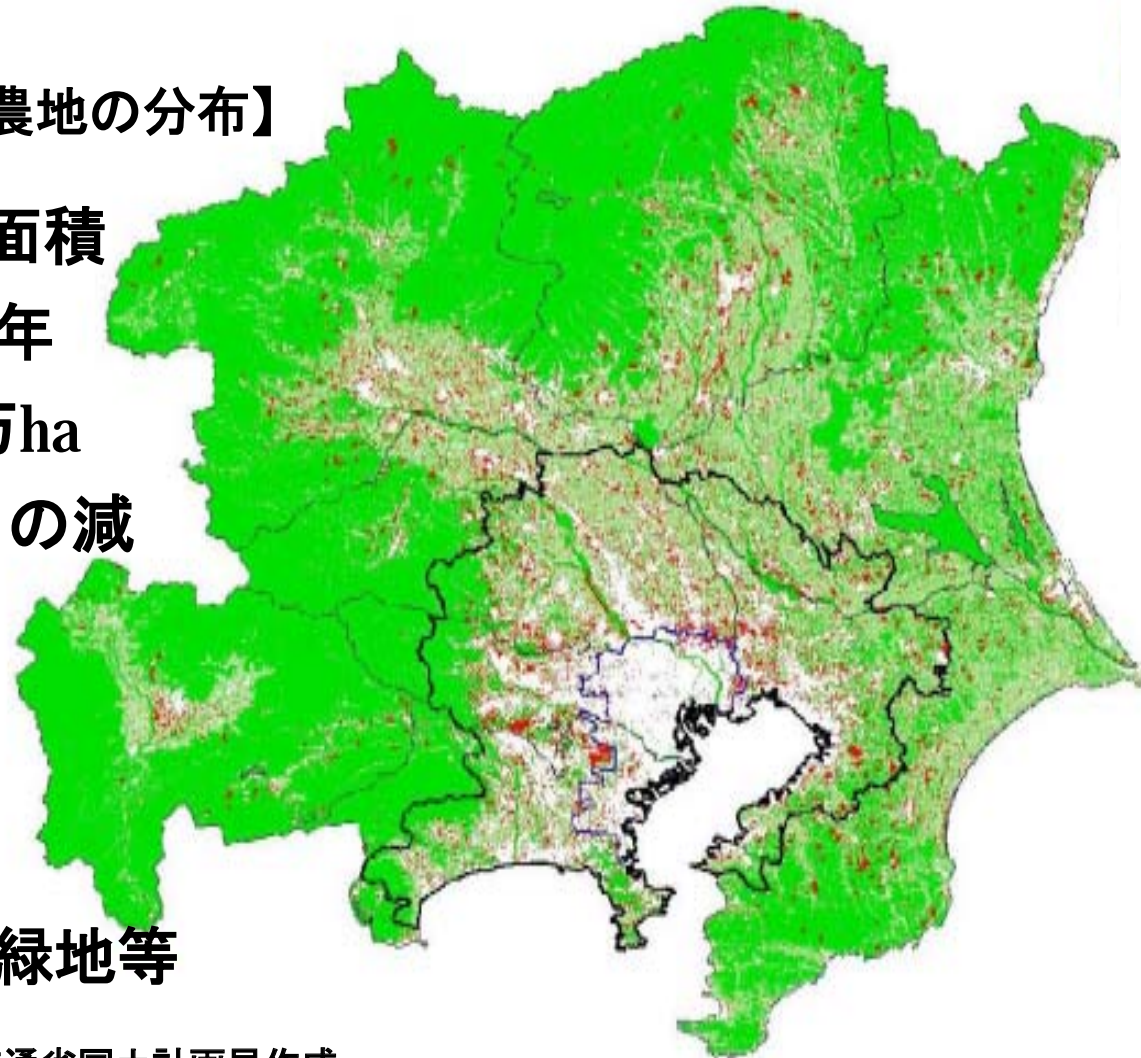 農地の分布】
面積
年
万ha
の減
緑地等
通省国土計画局作成